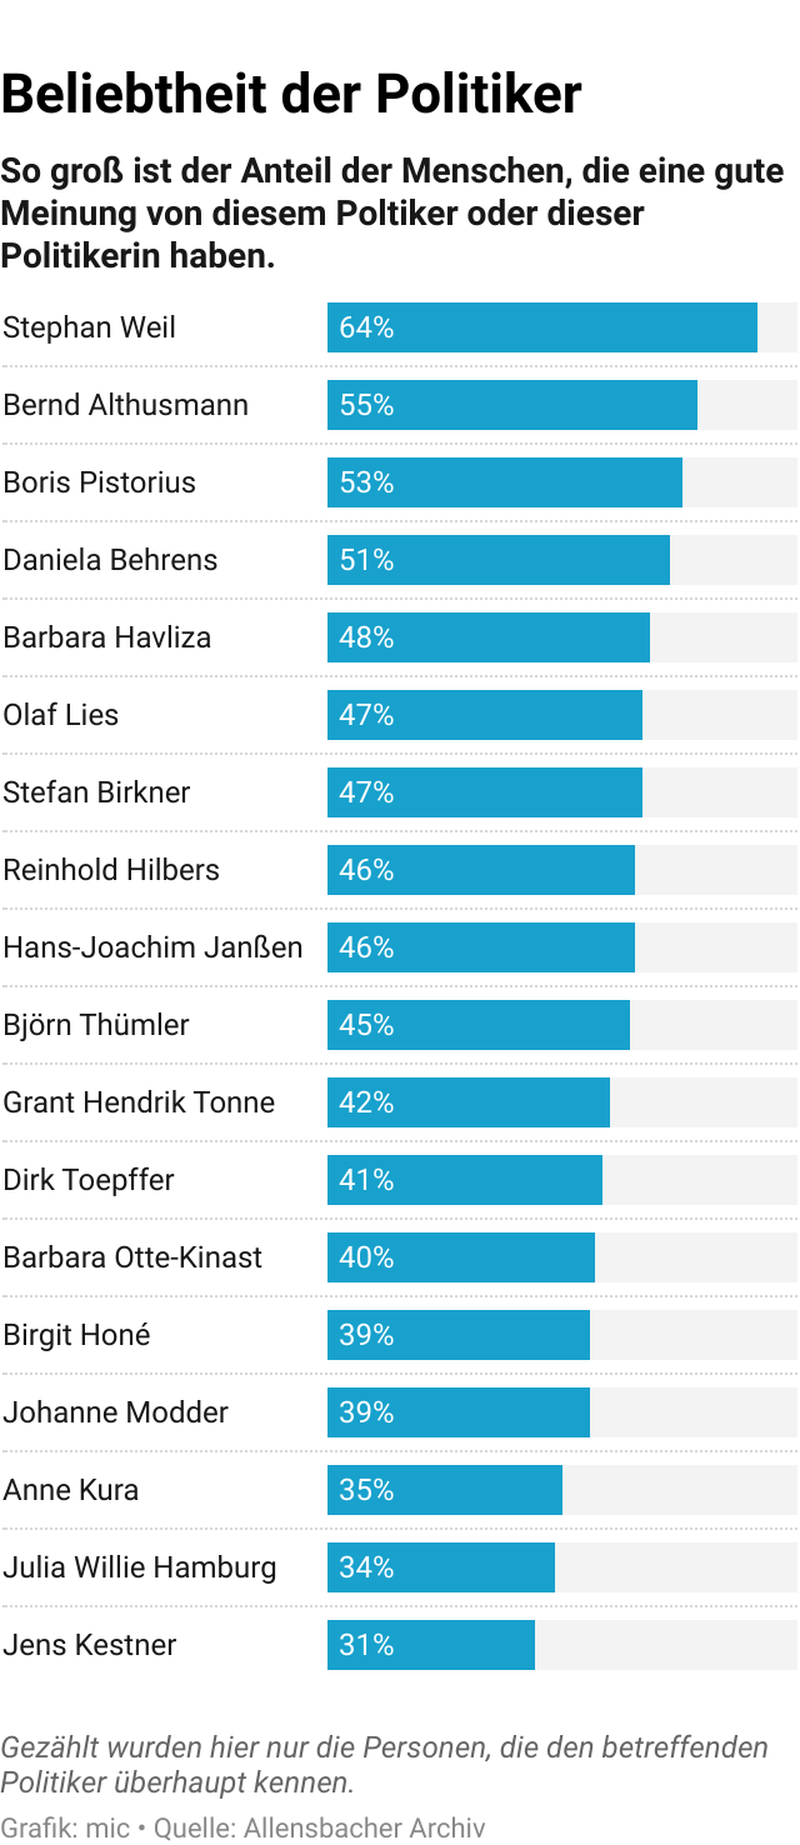 Beliebtheit der Politiker
So groß ist der Anteil der Menschen, die eine gute
Meinung von diesem Poltiker oder dieser
Politikerin haben.
Stephan Weil 64%
Bernd Althusmann 55%
Boris Pistorius 53%
Daniela Behrens 51%
Barbara Havliza 48%
Olaf Lies 47%
Stefan Birkner 47%
Reinhold Hilbers 46%
Hans-Joachim Janßen 46%
Björn Thümler 45%
Grant Hendrik Tonne 42%
Dirk Toepffer 41%
Barbara Otte-Kinast 40%
Birgit Honé 39%
Johanne Modder 39%
Anne Kura 35%
Julia Willie Hamburg 34%
Jens Kestner 31%
Gezählt wurden hier nur die Personen, die den betreffenden
Politiker überhaupt kennen.
Grafik: mic • Quelle: Allensbacher Archiv